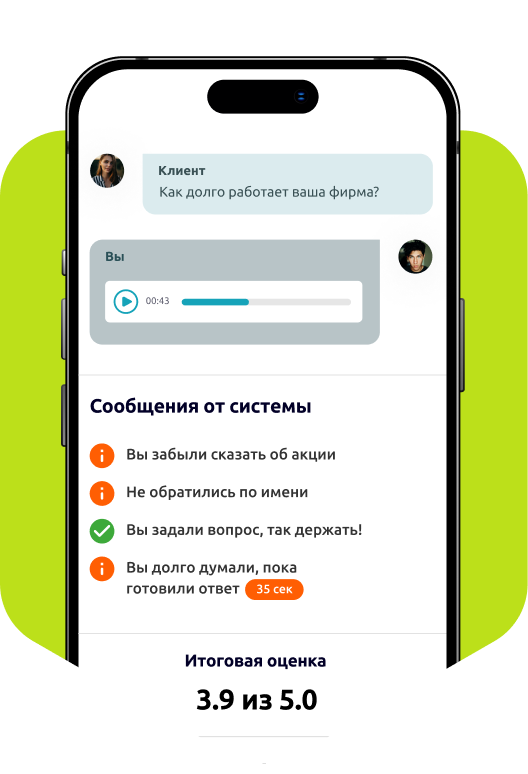 Клиент
Как долго работает ваша фирма?
Вы
00:43
Сообщения от системы
Вы забыли сказать об акции
Не обратились по имени
Вы задали вопрос, так держать!
Вы долго думали, пока
готовили ответ 35 сек
Итоговая оценка
3.9 из 5.0